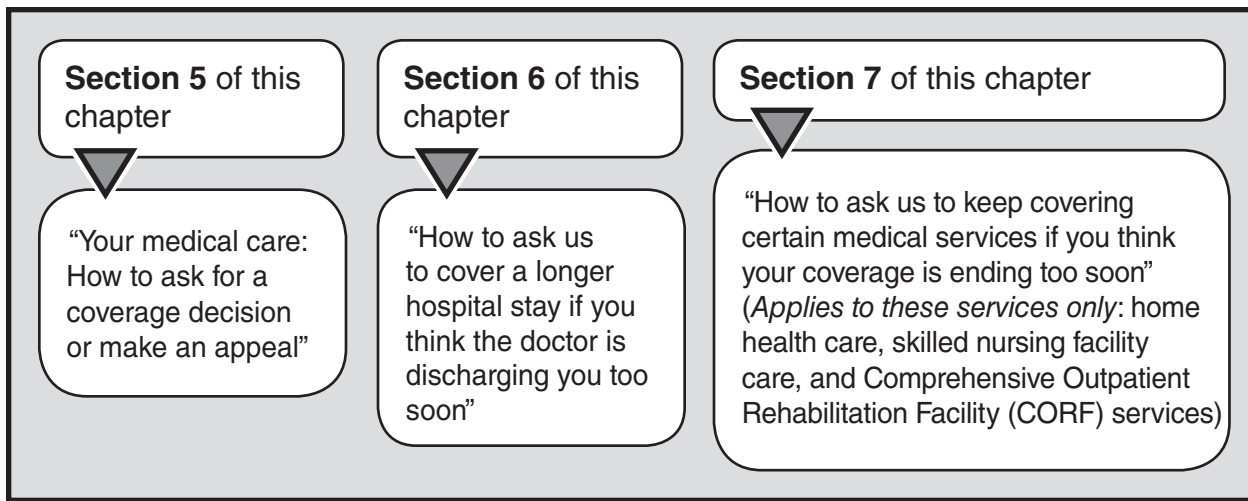 Section 5 of this
chapter
“Your medical care:
How to ask for a
coverage decision
or make an appeal”
Section 6 of this
chapter
“How to ask us
to cover a longer
hospital stay if you
think the doctor is
discharging you too
soon”
Section 7 of this chapter
“How to ask us to keep covering
certain medical services if you think
your coverage is ending too soon”
(Applies to these services only: home
health care, skilled nursing facility
care, and Comprehensive Outpatient
Rehabilitation Facility (CORF) services)